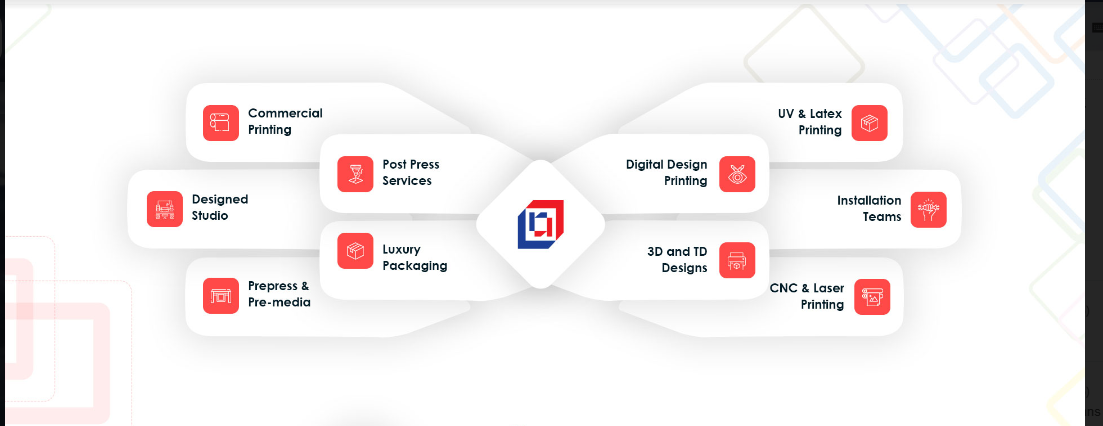 Commercial
Printing
Post Press
Services
Designed
Studio
Luxury
Packaging
Prepress &
Pre-media
UV & Latex
Printing
Digital Design
Printing
Installation
Teams
3D and TD
Designs
CNC & Laser
Printing